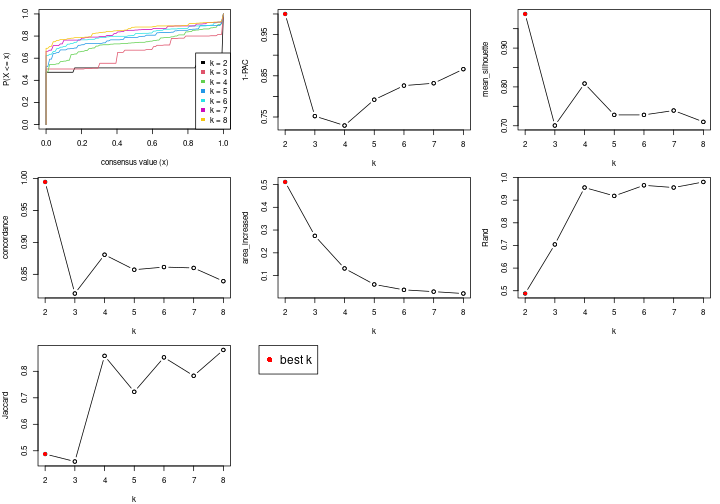 P(X <= x)
1.0
0.8
0.6
0.4
0.2
0.0
k = 2
k = 3
k = 4
k = 5
k = 6
k = 7
k = 8
0.0 0.2 0.4 0.6 0.8 1.0
consensus value (x)
1-PAC
0.95
0.85
0.75
2 3 4 5 6 7 8
k
mean_silhouette
0.90
0.80
0.70
2 3 4 5 6 7 8
k
concordance
1.00
0.95
0.90
0.85
2 3 4 5 6 7 8
k
area_increased
0.5
0.4
0.3
0.2
0.1
2 3 4 5 6 7 8
k
Rand
1.0
0.9
0.8
0.7
0.6
0.5
2 3 4 5 6 7 8
k
Jaccard
0.8
0.7
0.6
0.5
2 3 4 5 6 7 8
k
best k